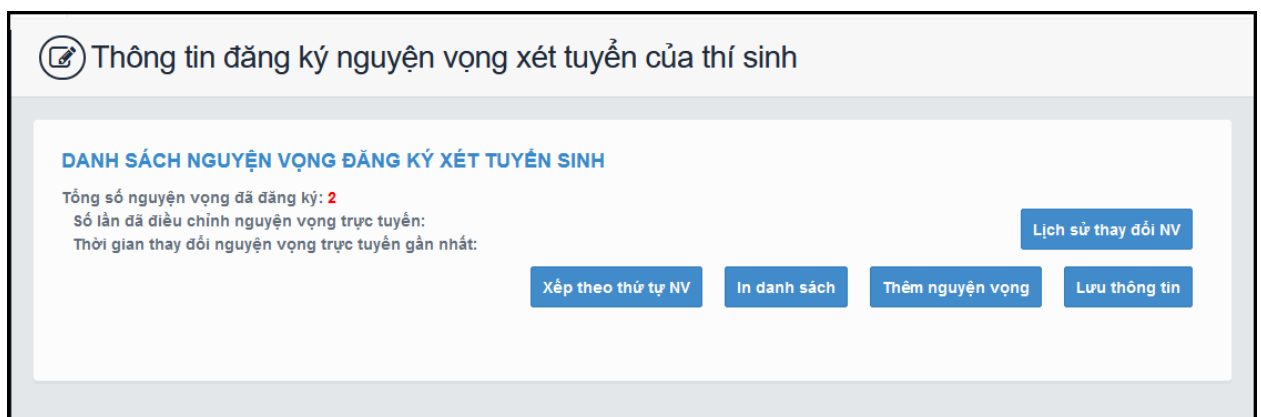 Thông tin đăng ký nguyện vọng xét tuyển của thí sinh
DANH SÁCH NGUYỆN VỌNG ĐĂNG KÝ XÉT TUYỂN SINH
Tổng số nguyện vọng đã đăng ký: 2
Số lần đã điều chỉnh nguyện vọng trực tuyến:
Thời gian thay đổi nguyện vọng trực tuyến gần nhất:
Lịch sử thay đổi NV
Xếp theo thứ tự NV
In danh sách
Thêm nguyện vọng
Lưu thông tin